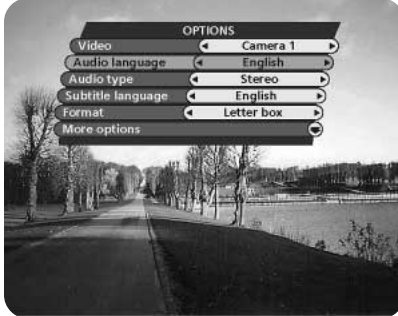 OPTIONS
Video Camera 1
Audio language English
Audio type Stereo
Subtitle language English
Format Letter box
More options